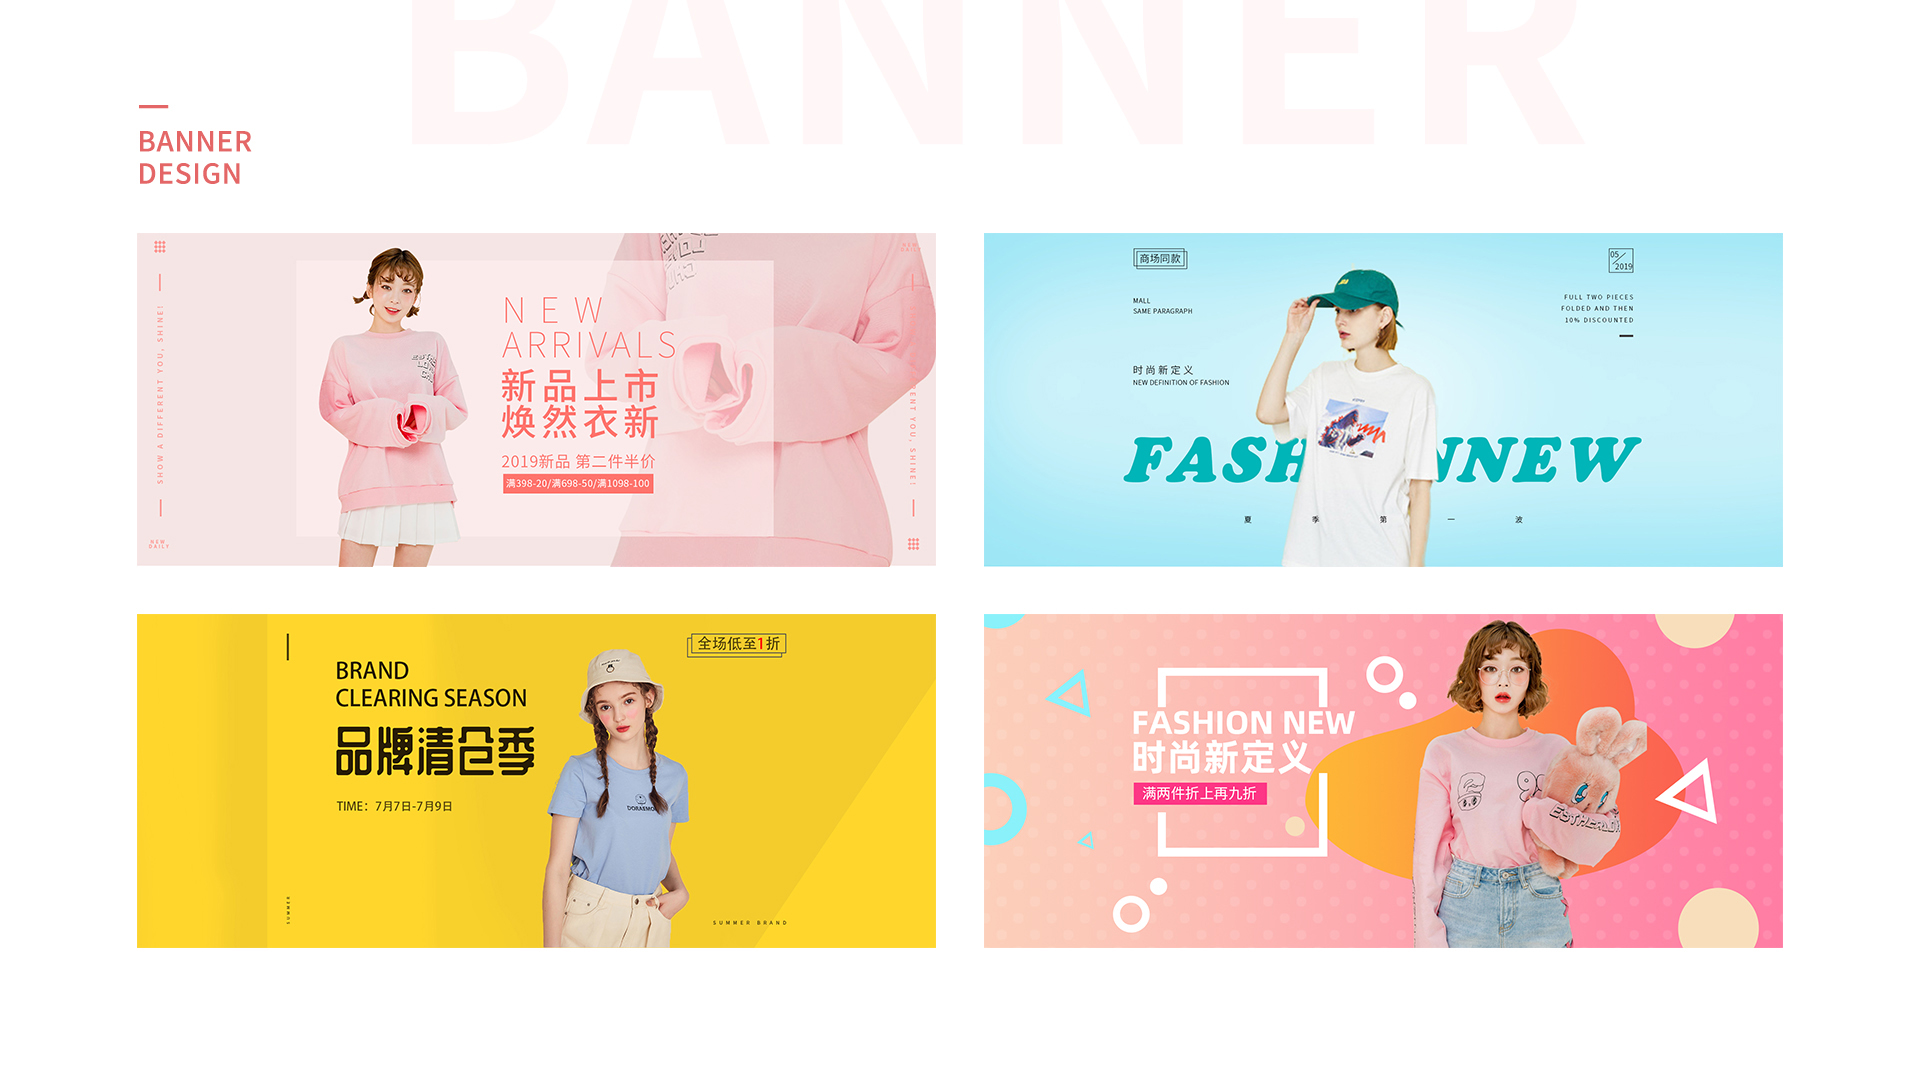 BANNER
BANNER
DESIGN
NEW
ARRIVALS
新品上市
焕然衣新
2019新品 第二件半价
满398-20/满698-50/满1098-100
SHOW A DIFFERENT YOU, SHINE!
NEW
DAILY
NEW
DAILY
ENT YOU, SHINE!
商场同款
MALL
SAME PARAGRAPH
时尚新定义
NEW DEFINITION OF FASHION
05
2019
FULL TWO PIECES
FOLDED AND THEN
10% DISCOUNTED
FASH NNEW
夏 季 第 一 波
BRAND
CLEARING SEASON
品牌清仓季
TIME：7月7日-7月9日
全场低至1折
DORAEMO
SUMMER
SUMMER BRAND
FASHION NEW
时尚新定义
满两件折上再九折